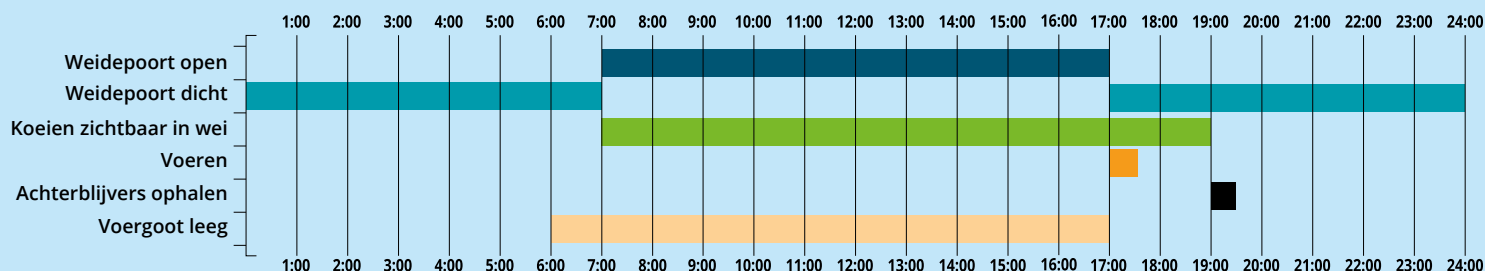 1:00 2:00 3:00 4:00 5:00 6:00 7:00 8:00 9:00 10:00 11:00 12:00 13:00 14:00 15:00 16:00 17:00 18:00 19:00 20:00 21:00 22:00 23:00 24:00
Weidepoort open
Weidepoort dicht
Koeien zichtbaar in wei
Voeren
Achterblijvers ophalen
Voergoot leeg
1:00 2:00 3:00 4:00 5:00 6:00 7:00 8:00 9:00 10:00 11:00 12:00 13:00 14:00 15:00 16:00 17:00 18:00 19:00 20:00 21:00 22:00 23:00 24:00